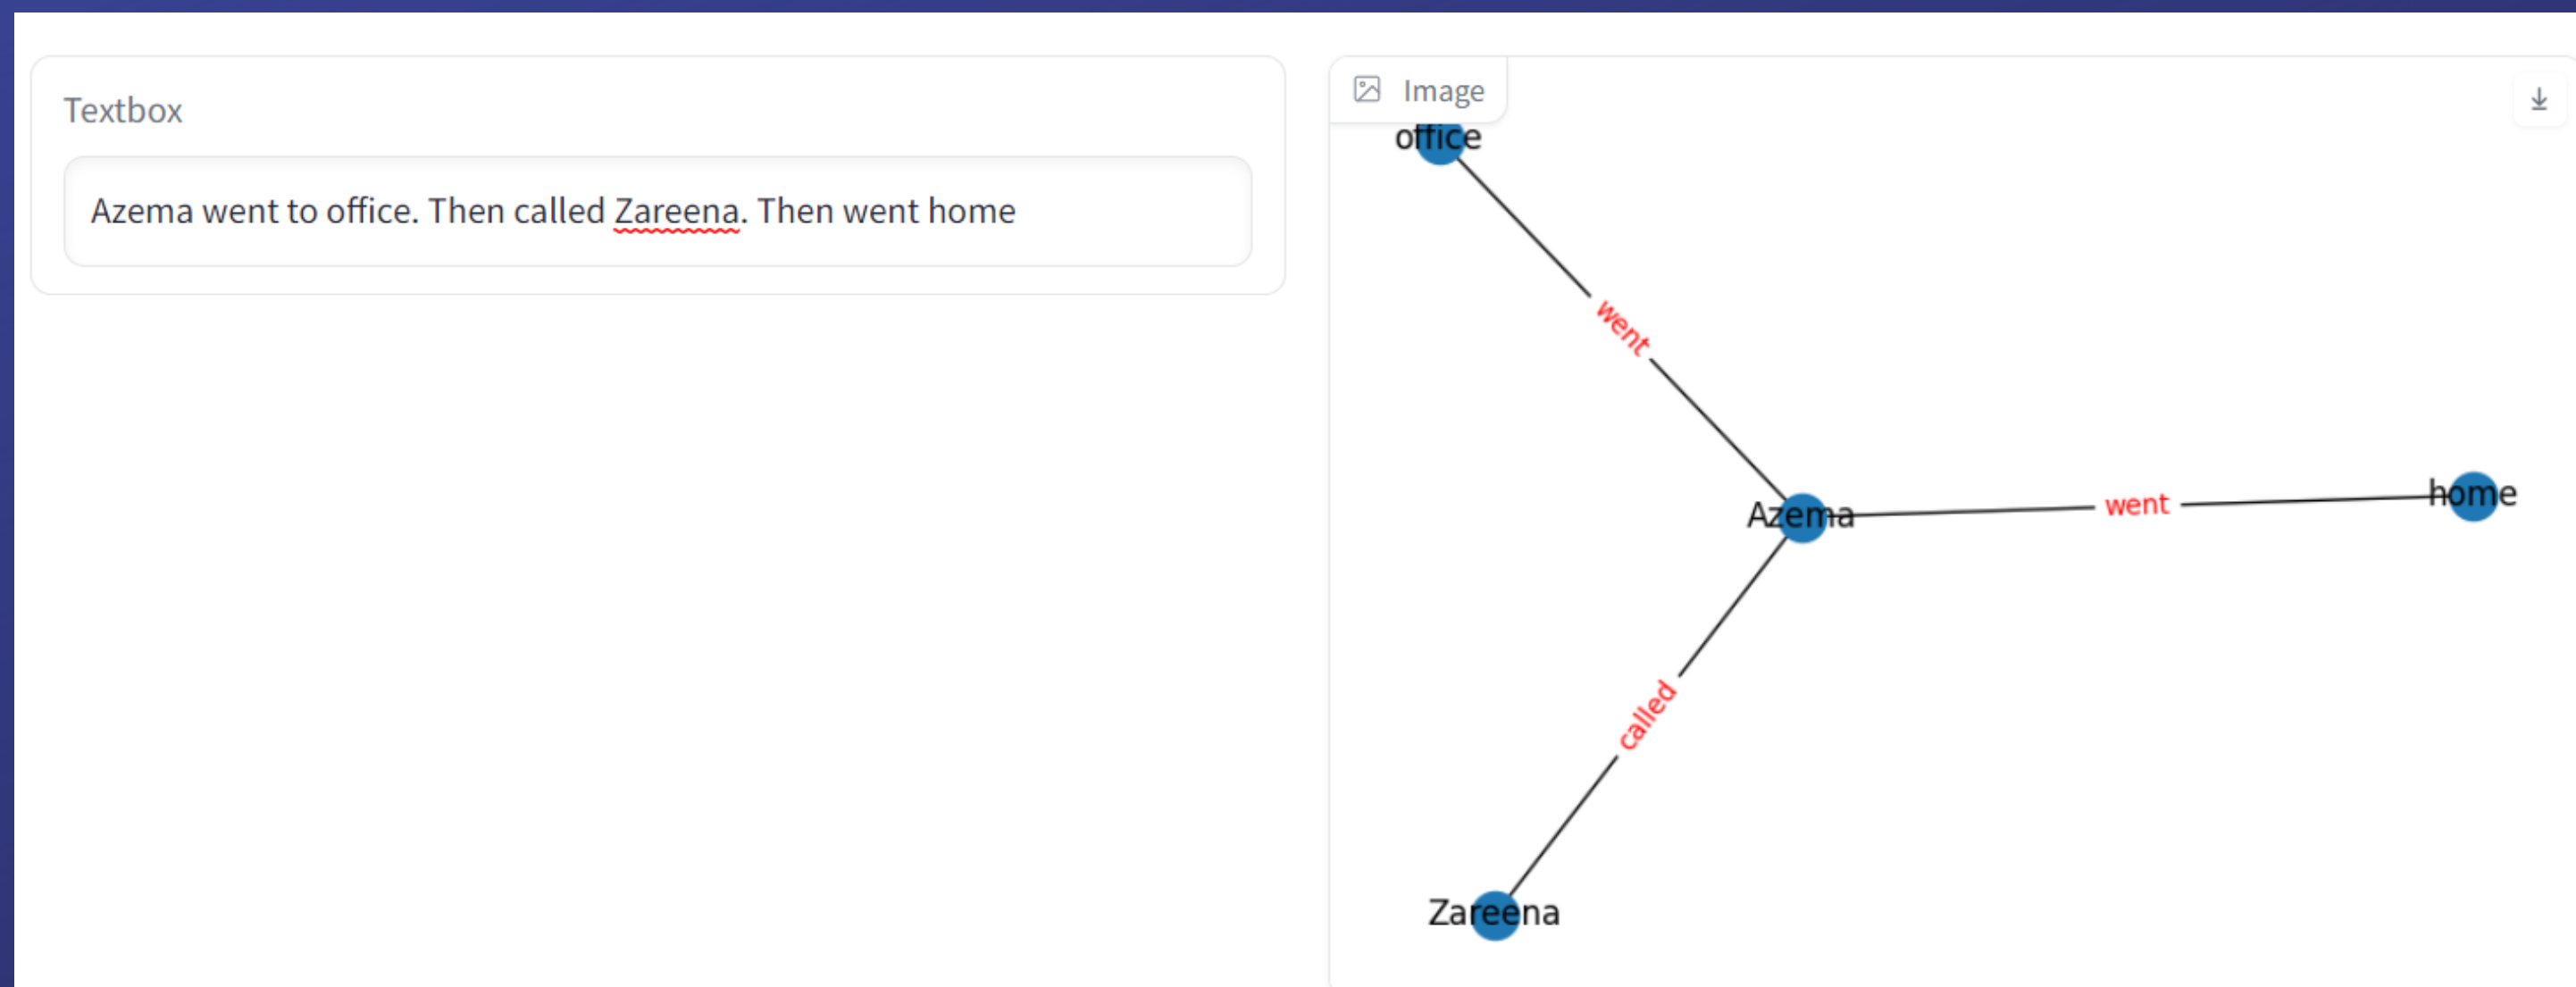 Textbox
Azema went to office. Then called Zareena. Then went home
Image
office
went
Azema
went
home
called
Zareena